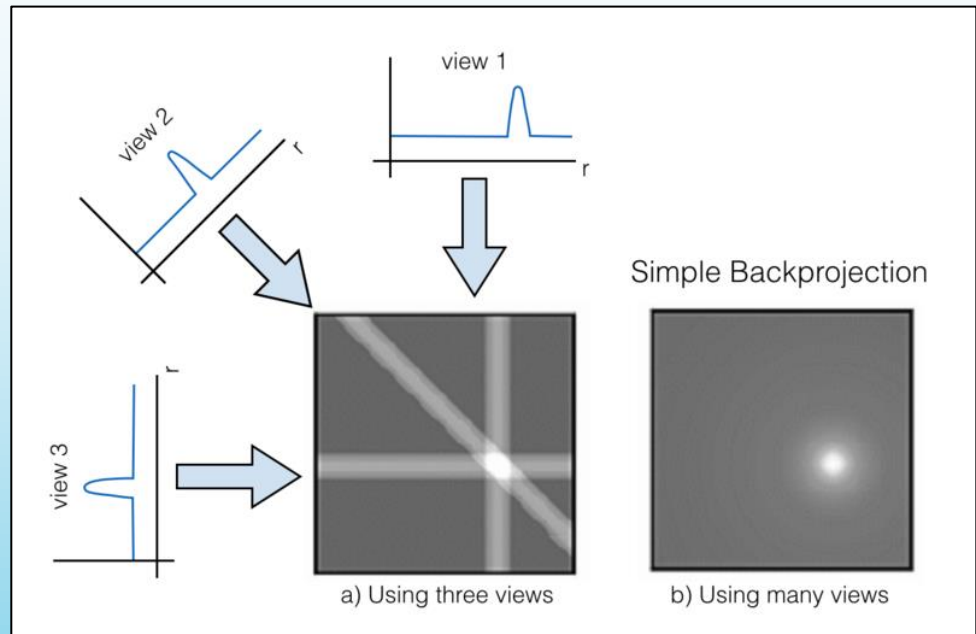 view 1
r
view 2
r
Simple Backprojection
view 3
r
a) Using three views
b) Using many views